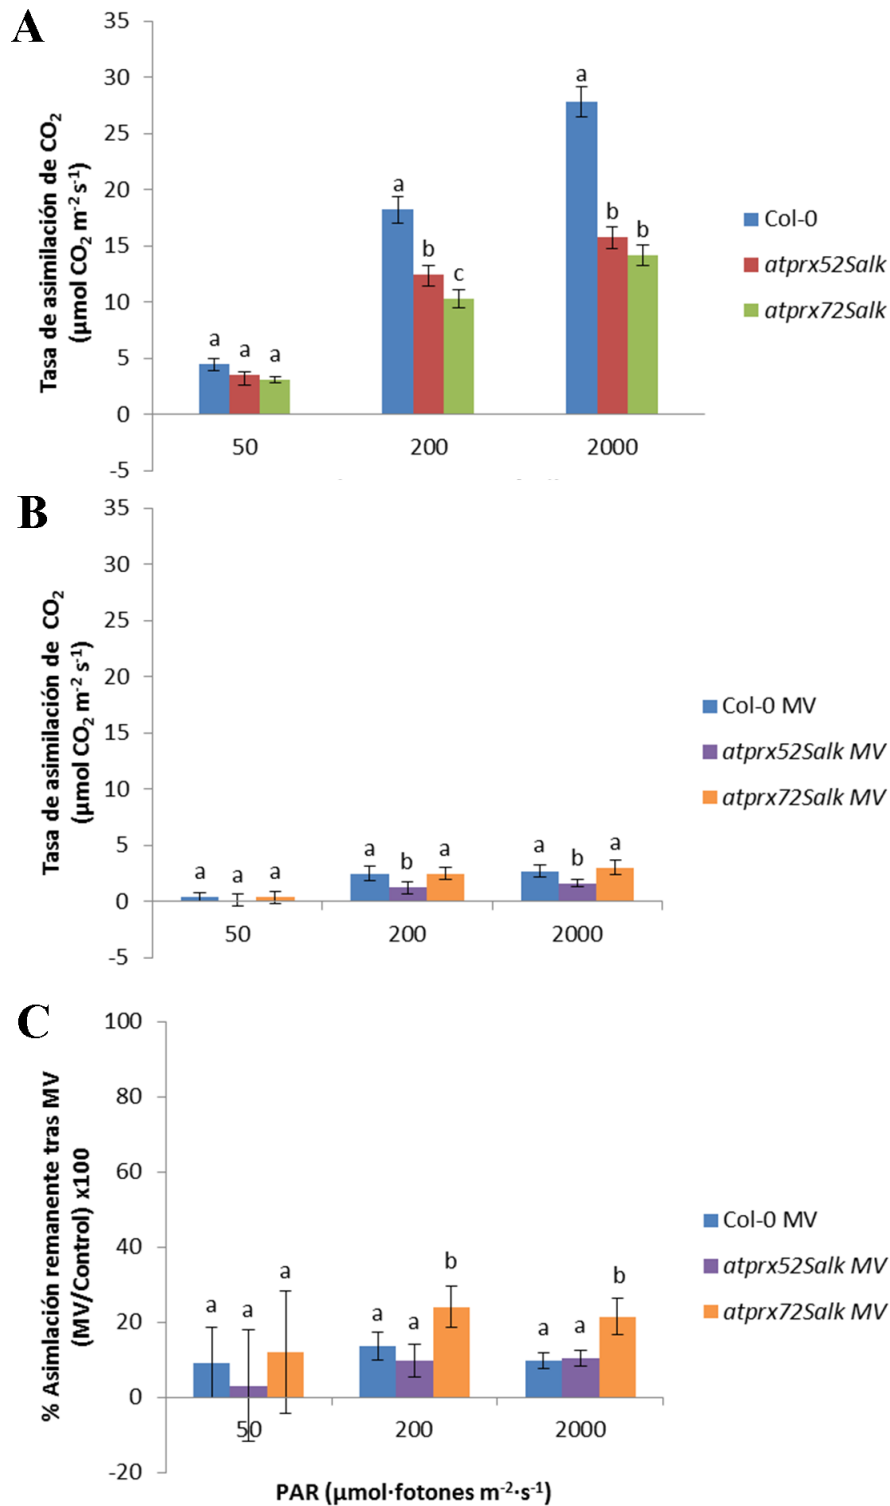 A
35
30
25
20
15
10
5
0
-5
Tasa de asimilación de CO₂
(µmol CO₂ m⁻² s⁻¹)
a
a
a
a
b
c
a
b
b
50
200
2000
Col-0
atprx52Salk
atprx72Salk
B
35
30
25
20
15
10
5
0
-5
Tasa de asimilación de CO₂
(µmol CO₂ m⁻² s⁻¹)
a
a
a
a
b
a
a
b
a
50
200
2000
Col-0 MV
atprx52Salk MV
atprx72Salk MV
C
100
80
60
40
20
0
-20
% Asimlación remanente tras MV
(MV/Control) x100
a
a
a
a
a
b
a
a
b
50
200
2000
PAR (µmol·fotones m⁻²·s⁻¹)
Col-0 MV
atprx52Salk MV
atprx72Salk MV